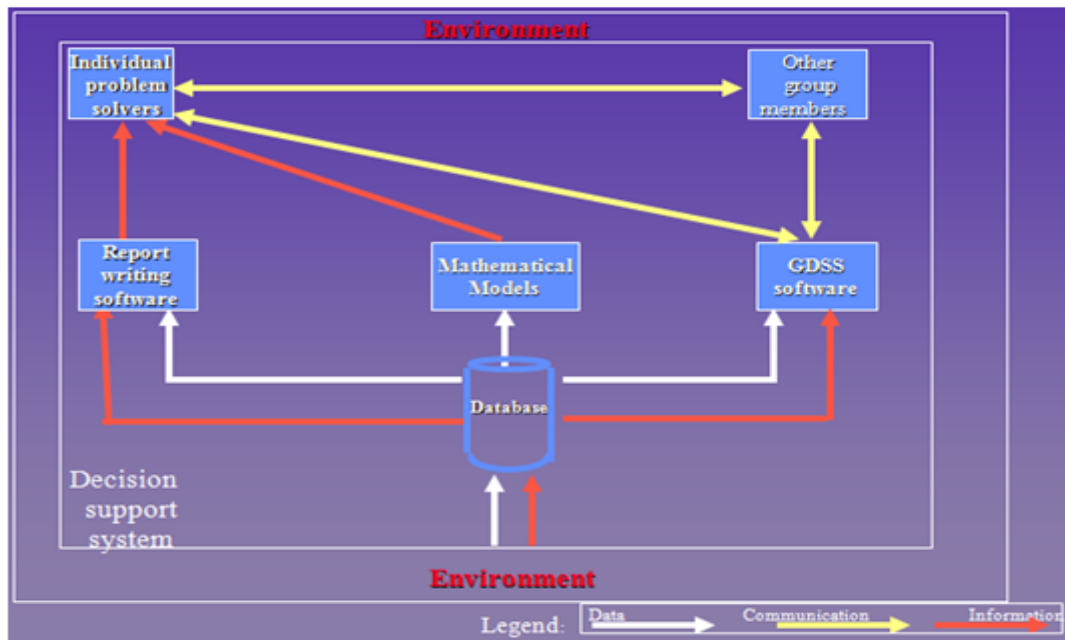 Environment
Individual
problem
solvers
Other
group
members
Report
writing
software
Mathematical
Models
GDSS
software
Database
Decision
support
system
Environment
Legend:
Data
Communication
Information